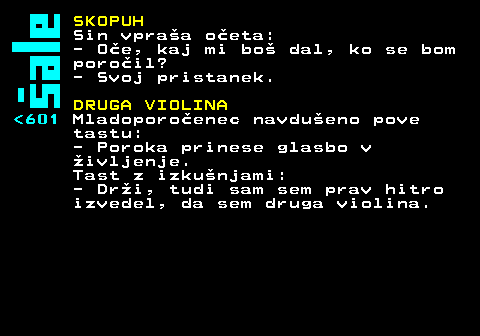 šale
<601
SKOPUH
Sin vpraša očeta:
- Oče, kaj mi boš dal, ko se bom
poročil?
- Svoj pristanek.
DRUGA VIOLINA
Mladoporočenec navdušeno pove
tastu:
- Poroka prinese glasbo v
življenje.
Tast z izkušnjami:
- Drži, tudi sam sem prav hitro
izvedel, da sem druga violina.